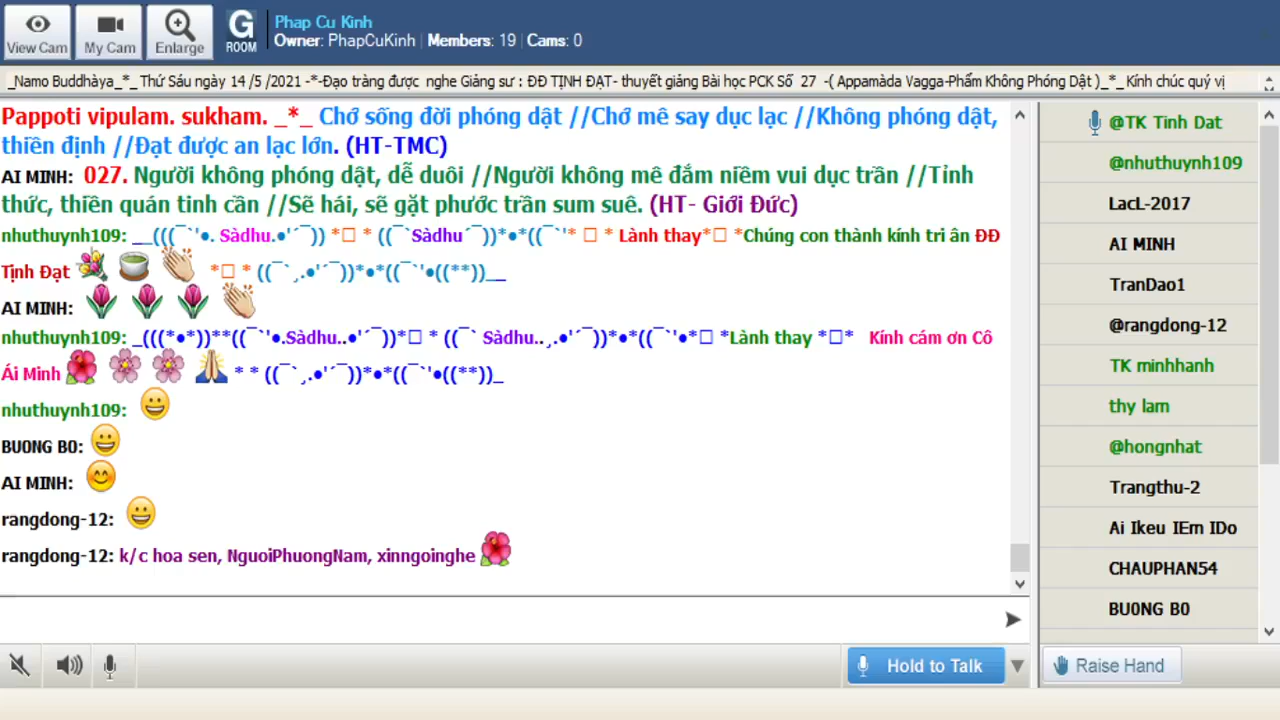 View Cam
My Cam
Enlarge
G
ROOM
Phap Cu Kinh
Owner: PhapCuKinh | Members: 19 | Cams: 0
_Namo Buddhàya_*_ Thứ Sáu ngày 14 /5 /2021 -*-Đạo tràng được nghe Giảng sư : ĐĐ TỊNH ĐẠT- thuyết giảng Bài học PCK Số 27 -( Appamàda Vagga-Phẩm Không Phóng Dật )_*_ Kính chúc quý vị
Pappoti vipulam. sukham. _*_ Chớ sống đời phóng dật //Chớ mê say dục lạc //Không phóng dật,
thiền định //Đạt được an lạc lớn. (HT-TMC)
AI MINH: 027. Người không phóng dật, dễ duôi //Người không mê đắm niềm vui dục trần //Tỉnh
thức, thiền quán tinh cần //Sẽ hái, sẽ gặt phước trần sum suê. (HT- Giới Đức)
nhuthuynh109: __(((¯`'•. Sàdhu.•'´¯)) *▯ * ((¯`Sàdhu´¯))*•*((¯`'* ▯ * Lành thay*▯ *Chúng con thành kính tri ân ĐĐ
Tịnh Đạt *▯ * ((¯`¸.•'´¯))*•*((¯`'•((**))__
AI MINH:
nhuthuynh109: _(((*•*))**((¯`'•.Sàdhu..•'´¯))*▯ * ((¯` Sàdhu..¸.•'´¯))*•*((¯`'•*▯ *Lành thay *▯* Kính cám ơn Cô
Ái Minh * * ((¯`¸.•'´¯))*•*((¯`'•((**))_
nhuthuynh109:
BU0NG B0:
AI MINH:
rangdong-12:
rangdong-12: k/c hoa sen, NguoiPhuongNam, xinngoinghe
Hold to Talk
@TK Tinh Dat
@nhuthuynh109
LacL-2017
AI MINH
TranDao1
@rangdong-12
TK minhhanh
thy lam
@hongnhat
Trangthu-2
Ai Ikeu IEm IDo
CHAUPHAN54
BU0NG B0
Raise Hand